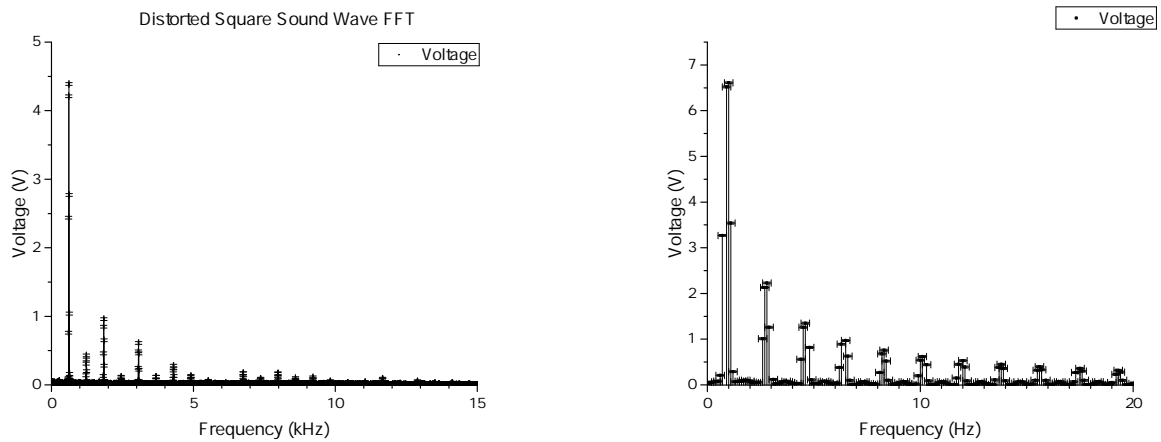 Distorted Square Sound Wave FFT
Voltage
5
4
3
2
1
0
Voltage (V)
0 5 10 15
Frequency (kHz)
Voltage
7
6
5
4
3
2
1
0
Voltage (V)
0 10 20
Frequency (Hz)